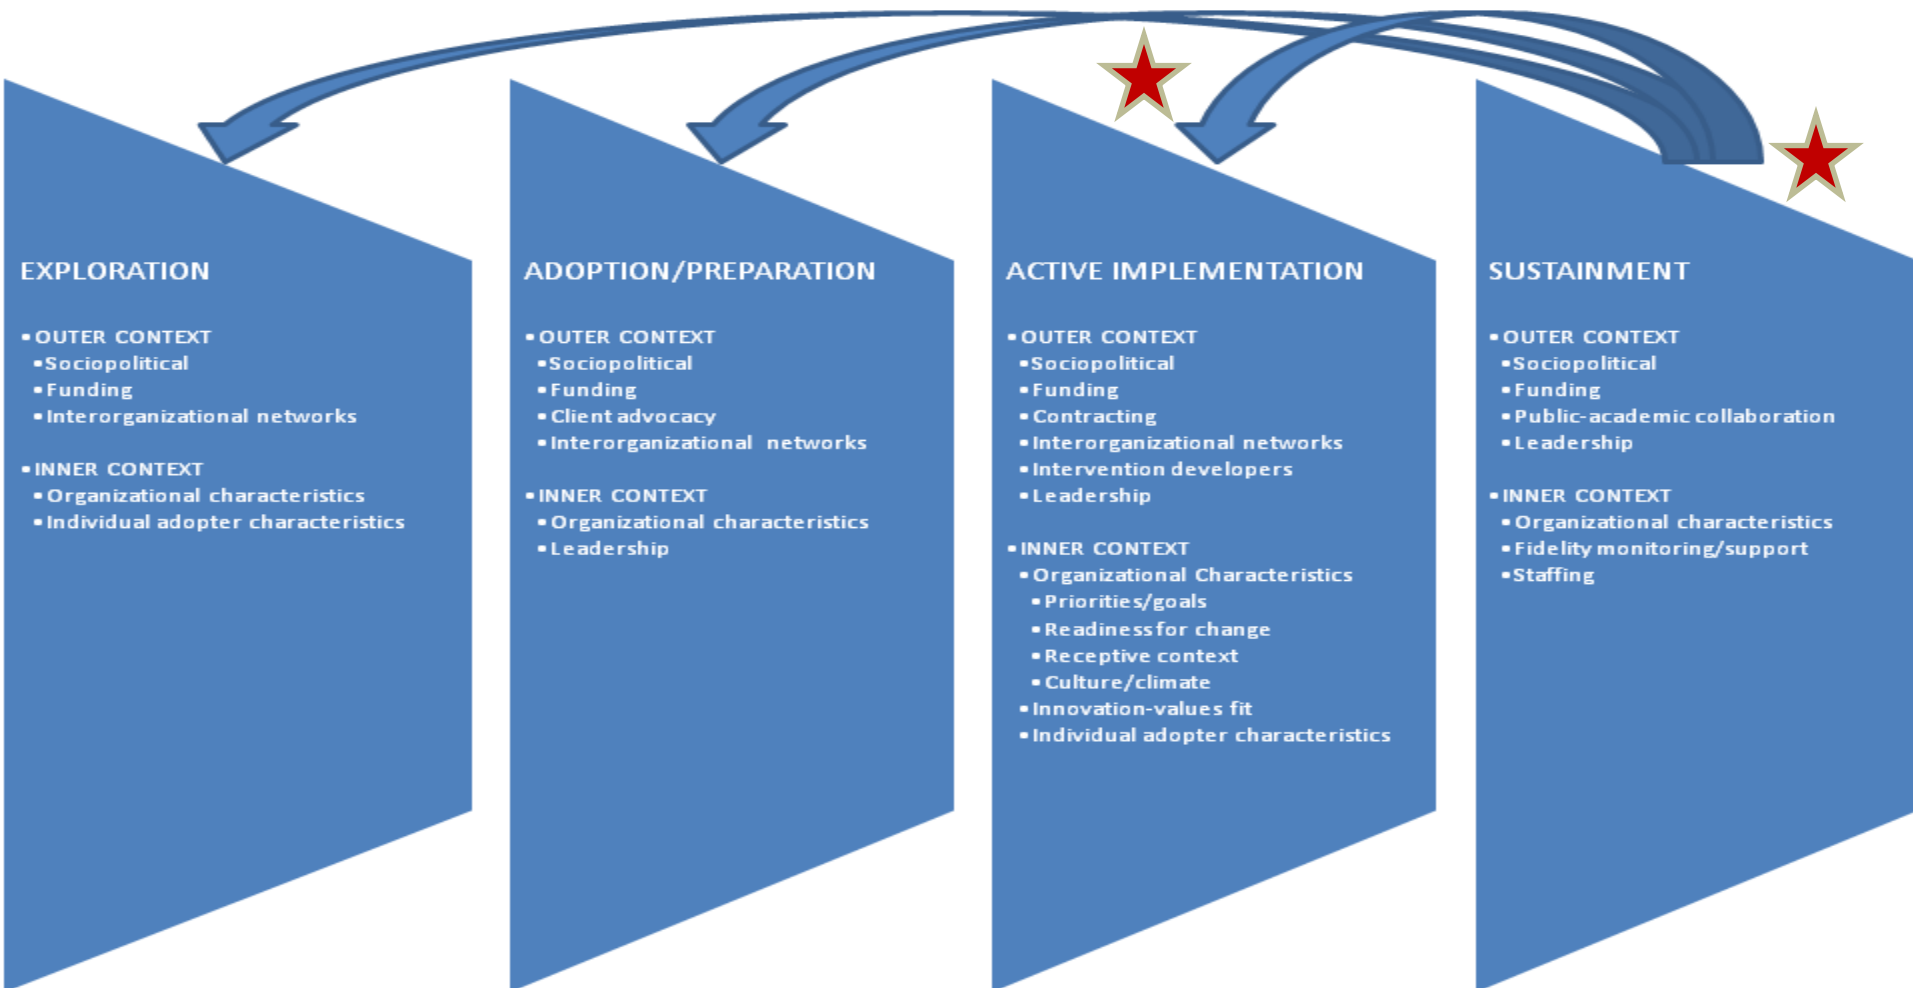 EXPLORATION
▪OUTER CONTEXT
▪Sociopolitical
▪Funding
▪Interorganizational networks
▪INNER CONTEXT
▪Organizational characteristics
▪Individual adopter characteristics
ADOPTION/PREPARATION
▪OUTER CONTEXT
▪Sociopolitical
▪Funding
▪Client advocacy
▪Interorganizational networks
▪INNER CONTEXT
▪Organizational characteristics
▪Leadership
ACTIVE IMPLEMENTATION
▪OUTER CONTEXT
▪Sociopolitical
▪Funding
▪Contracting
▪Interorganizational networks
▪Intervention developers
▪Leadership
▪INNER CONTEXT
▪Organizational Characteristics
▪Priorities/goals
▪Readiness for change
▪Receptive context
▪Culture/climate
▪Innovation-values fit
▪Individual adopter characteristics
SUSTAINMENT
▪OUTER CONTEXT
▪Sociopolitical
▪Funding
▪Public-academic collaboration
▪Leadership
▪INNER CONTEXT
▪Organizational characteristics
▪Fidelity monitoring/support
▪Staffing